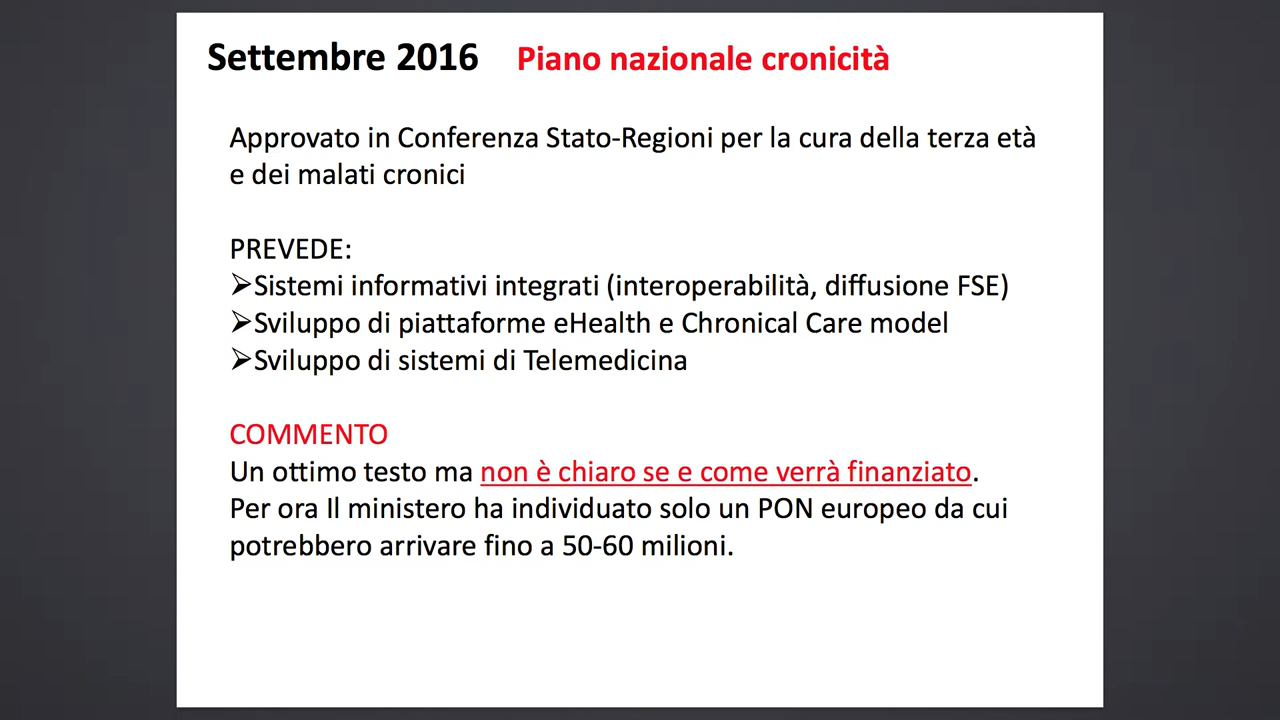 Settembre 2016 Piano nazionale cronicità
Approvato in Conferenza Stato-Regioni per la cura della terza età
e dei malati cronici
PREVEDE:
➢Sistemi informativi integrati (interoperabilità, diffusione FSE)
➢Sviluppo di piattaforme eHealth e Chronical Care model
➢Sviluppo di sistemi di Telemedicina
COMMENTO
Un ottimo testo ma non è chiaro se e come verrà finanziato.
Per ora Il ministero ha individuato solo un PON europeo da cui
potrebbero arrivare fino a 50-60 milioni.